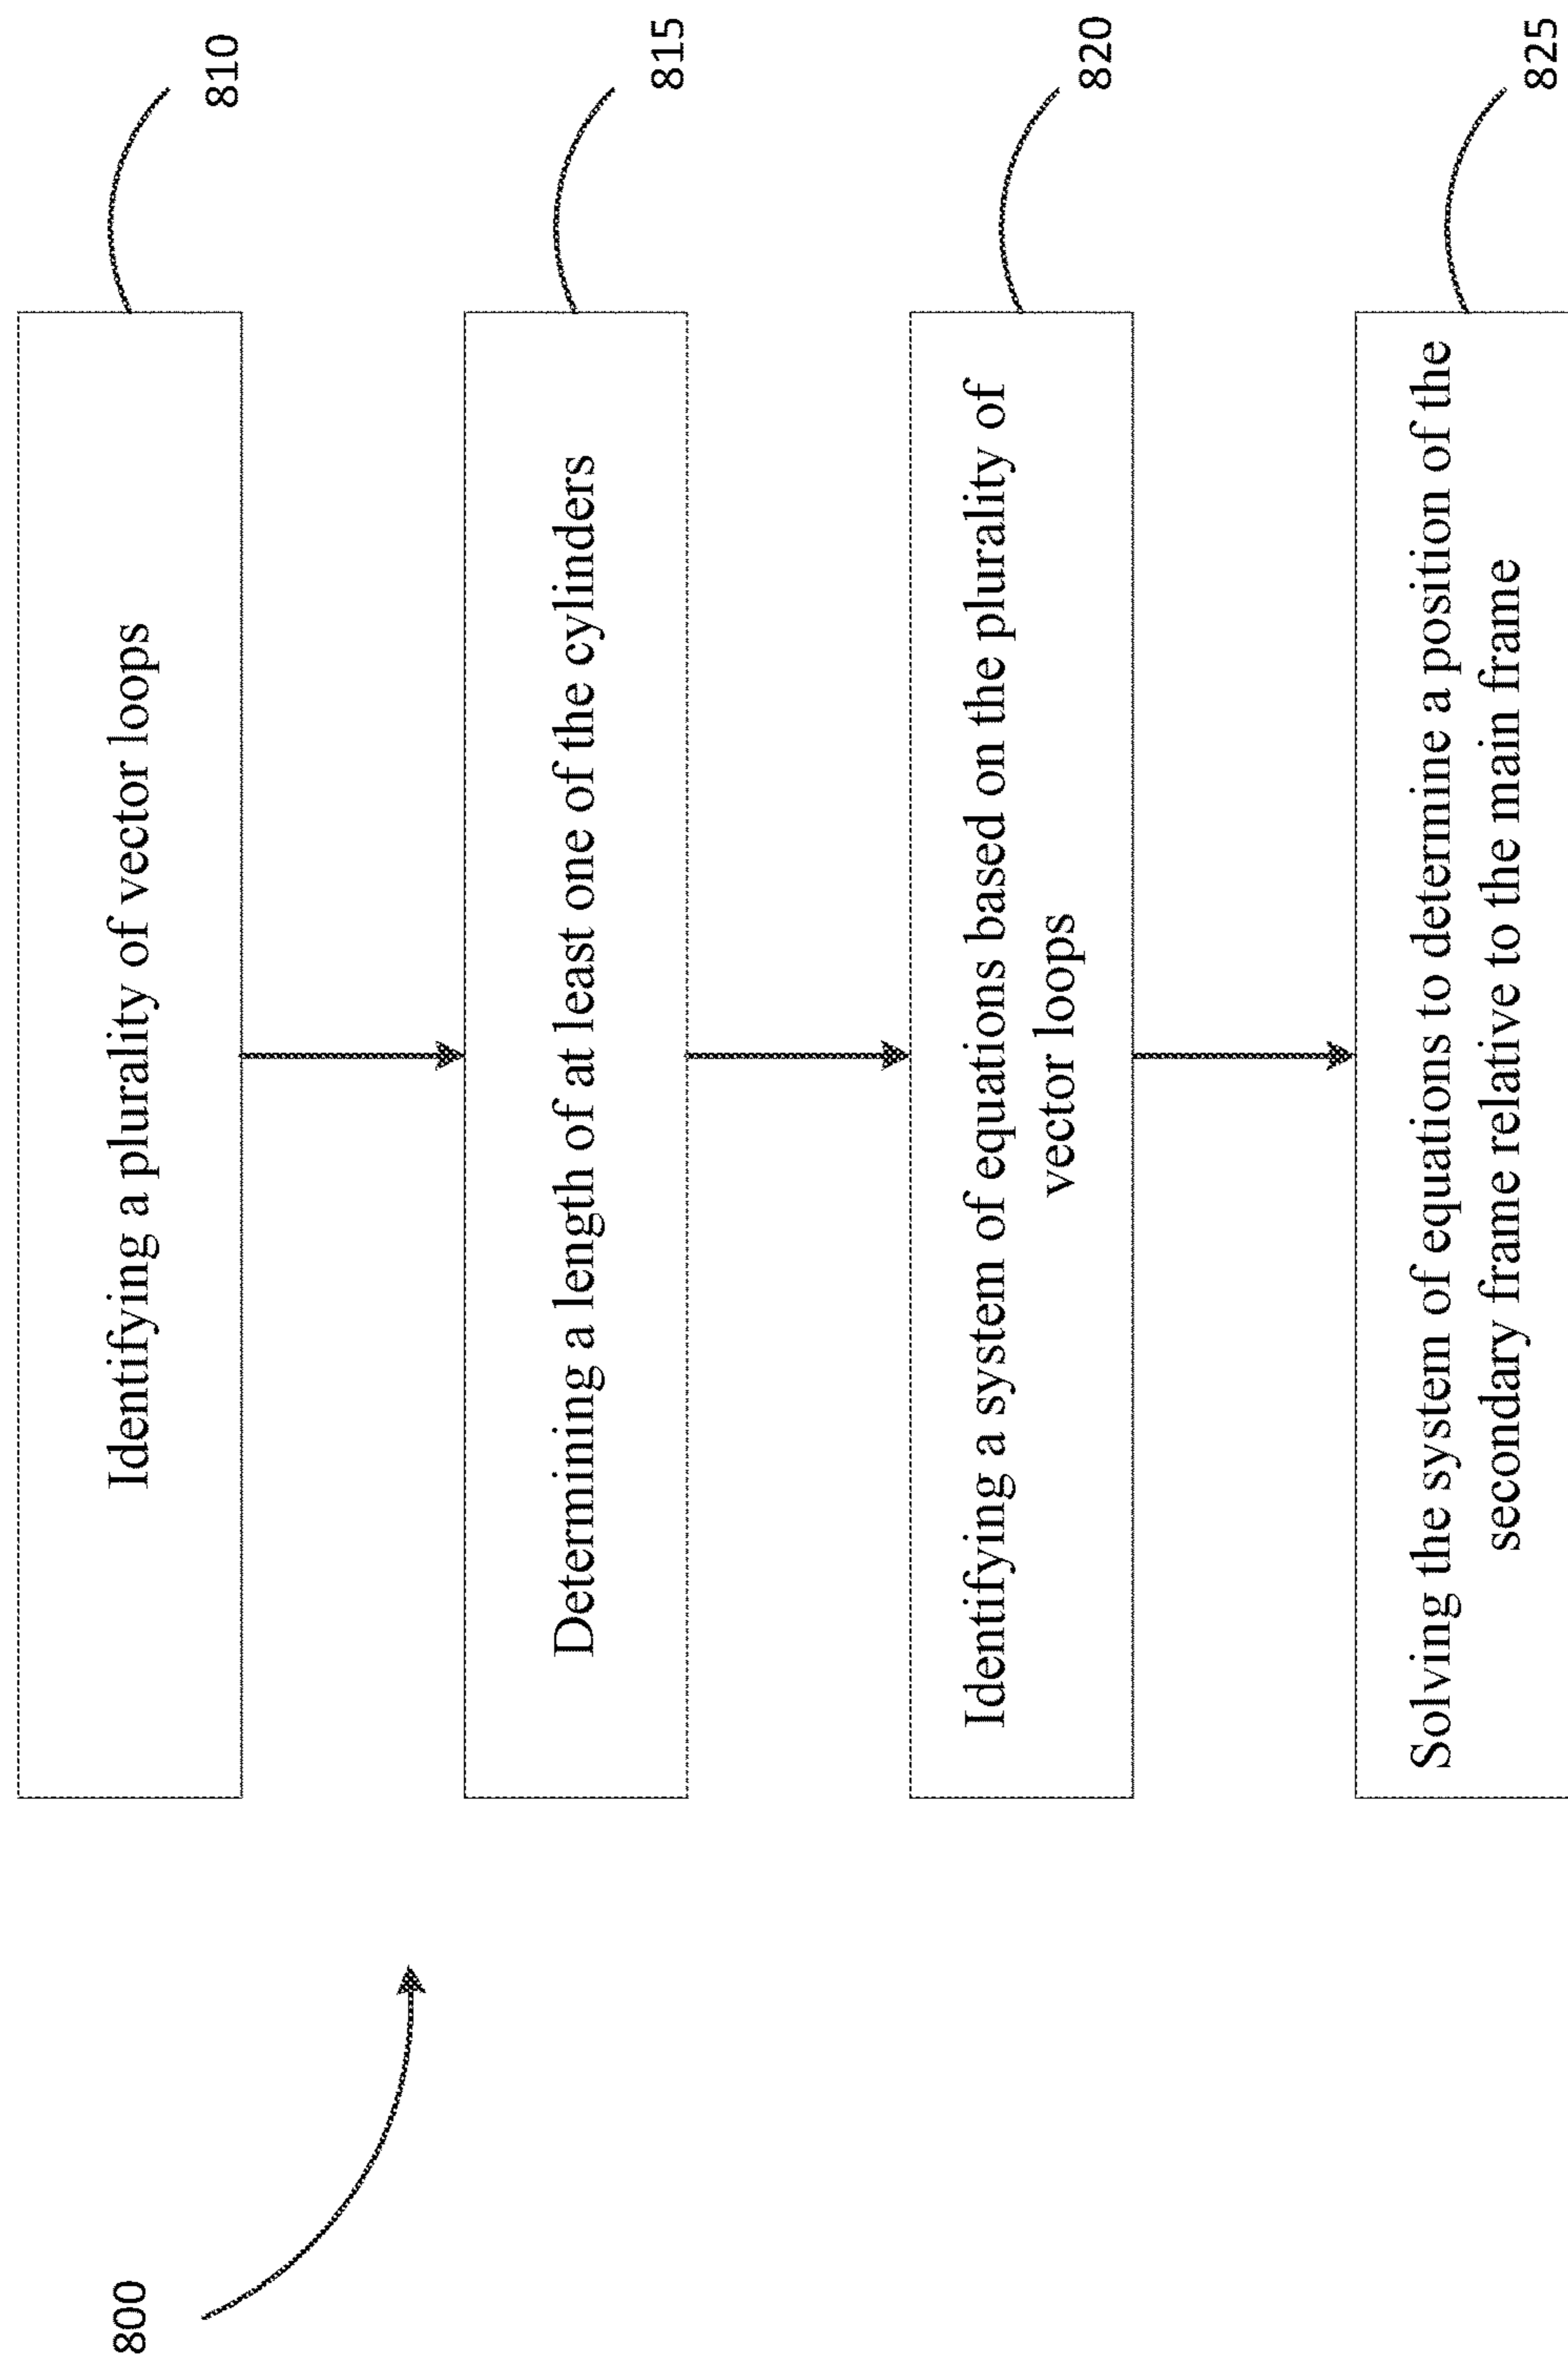 800
Identifying a plurality of vector loops
810
Determining a length of at least one of the cylinders
815
Identifying a system of equations based on the plurality of
vector loops
820
Solving the system of equations to determine a position of the
secondary frame relative to the main frame
825